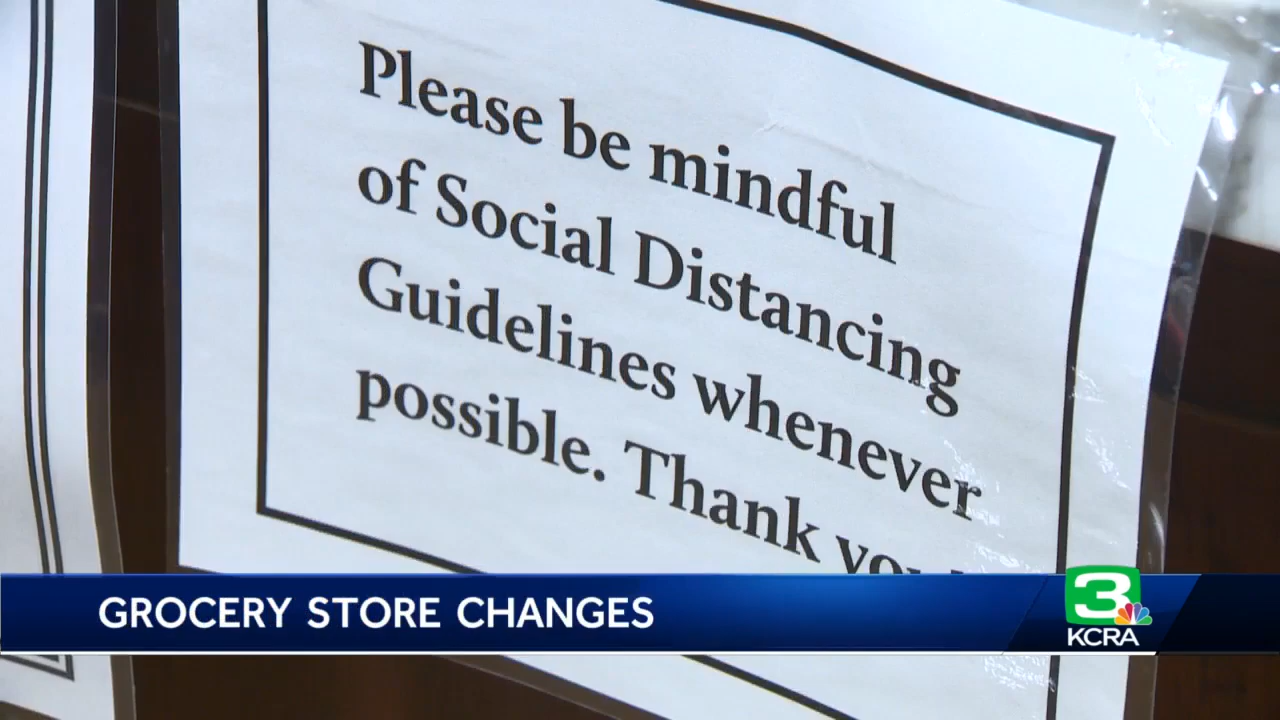 Please be mindful
of Social Distancing
Guidelines whenever
possible. Thank
GROCERY STORE CHANGES
3
KCRA